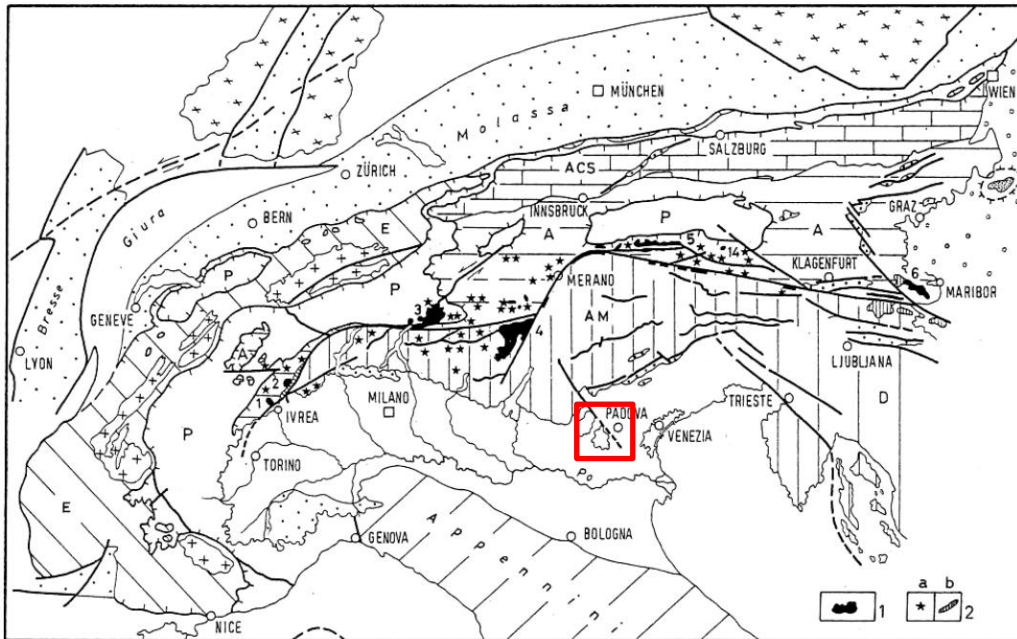 WIEN
MÜNCHEN
Molassa
SALZBURG
ZÜRICH
ACS
INNSBRUCK
GRAZ
Giura
BERN
E
P
A
A
5
14
P
KLAGENFURT
6
MERANO
MARIBOR
P
GENEVE
3
Bresse
AM
4
LYON
A
LJUBLJANA
2
MILANO
TRIESTE
D
1
IVREA
PADOVA
VENEZIA
P
TORINO
Po
E
Appennini
BOLOGNA
GENOVA
a b
1 2
NICE